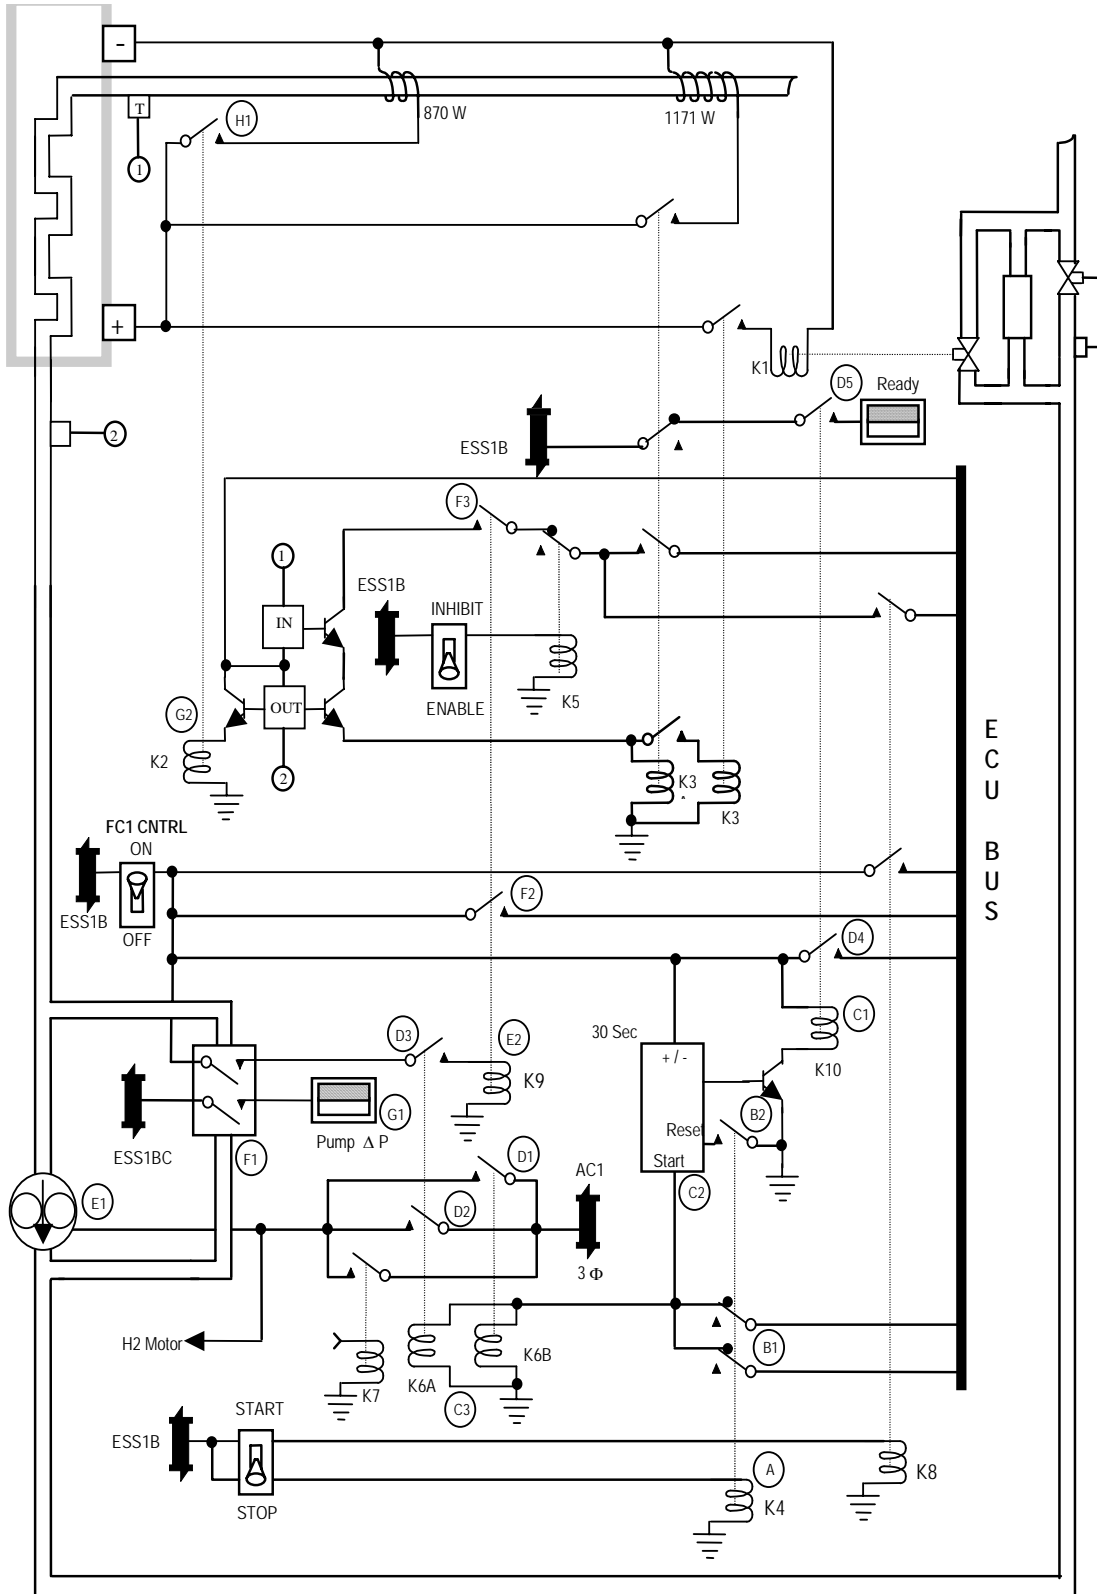 -
T
H1
870 W
1171 W
1
+
K1
D5
Ready
2
ESS1B
F3
1
ESS1B
INHIBIT
IN
OUT
ENABLE
K5
G2
K2
2
K3
K3
E
C
U
B
U
S
FC1 CNTRL
ON
ESS1B
OFF
F2
D4
C1
30 Sec
+ / -
K10
D3
E2
K9
B2
Reset
Start
C2
G1
Pump Δ P
ESS1BC
F1
E1
D1
AC1
D2
3 Φ
H2 Motor
B1
K6B
K7
K6A
C3
START
ESS1B
STOP
A
K4
K8